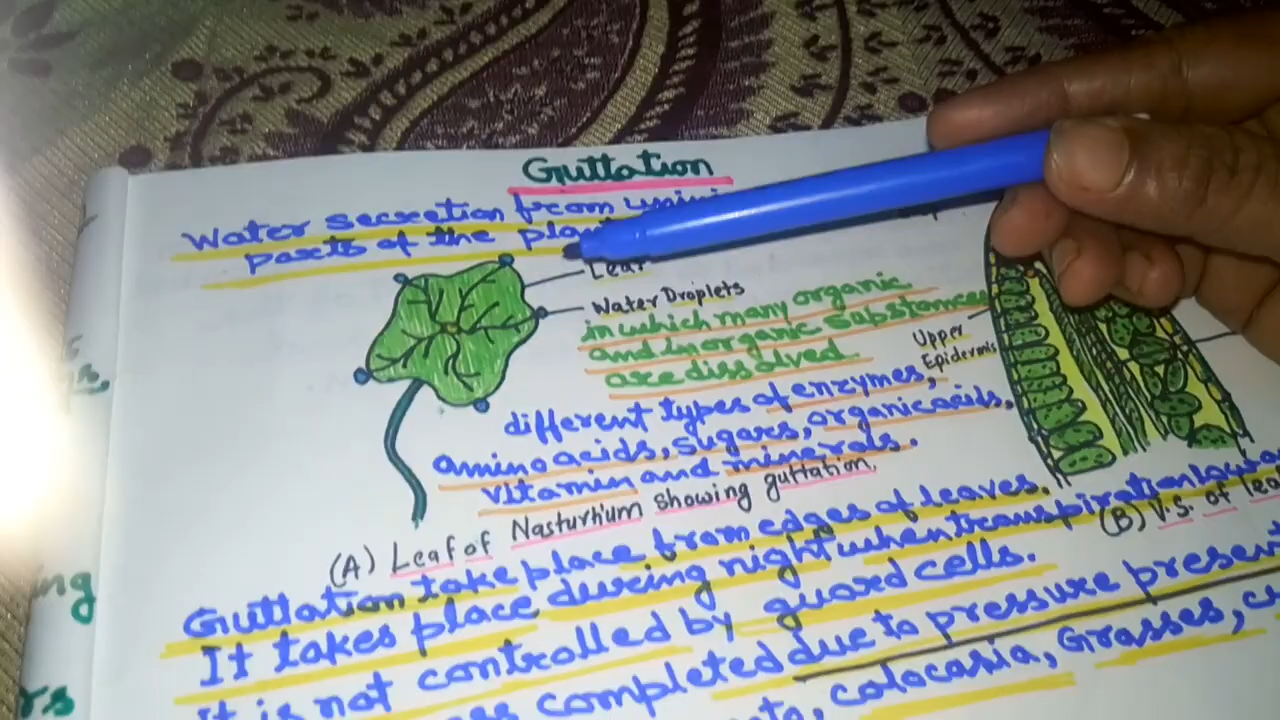 Guttation
Water secretion from
parts of the
Leaf
Water Droplets
in which many organic
and inorganic substances
are dissolved
Upper
Epidermis
different types of enzymes,
amino acids, sugars, organic acids,
vitamin and minerals.
(A) Leaf of Nasturtium showing guttation.
(B) V.S. of
Guttation take place from edges of leaves.
It takes place during night when transpiration
It is not controlled by guard cells.
completed due to pressure present
colocasia, Grasses,